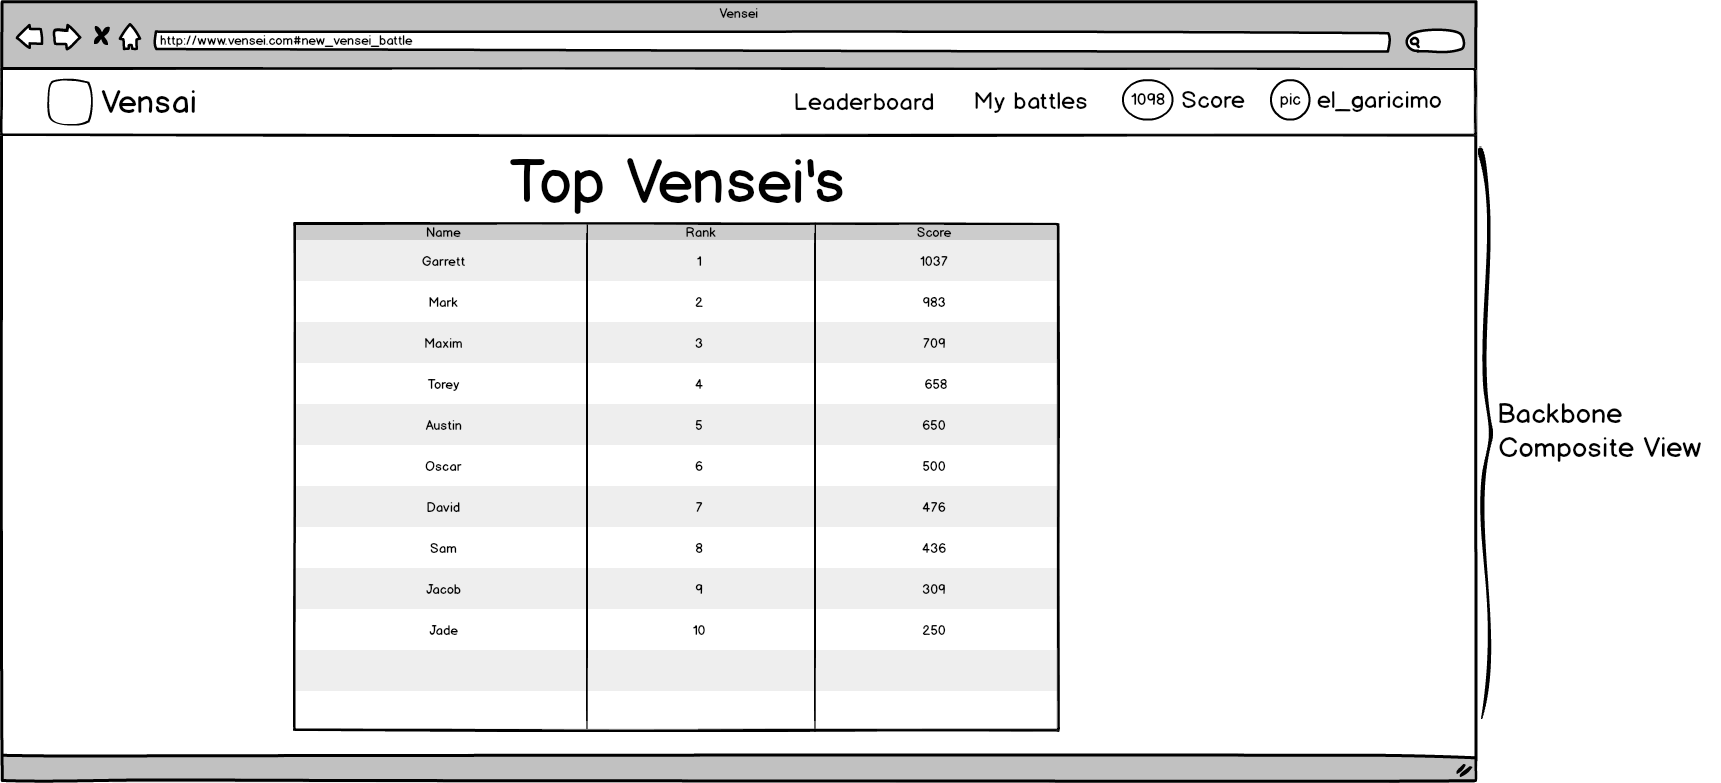 Vensei
http://www.vensei.com#new_vensei_battle
Vensai Leaderboard My battles 1098 Score pic el_garicimo
Top Vensei's
Name Rank Score
Garrett 1 1037
Mark 2 983
Maxim 3 709
Torey 4 658
Austin 5 650
Oscar 6 500
David 7 476
Sam 8 436
Jacob 9 309
Jade 10 250
Backbone
Composite View